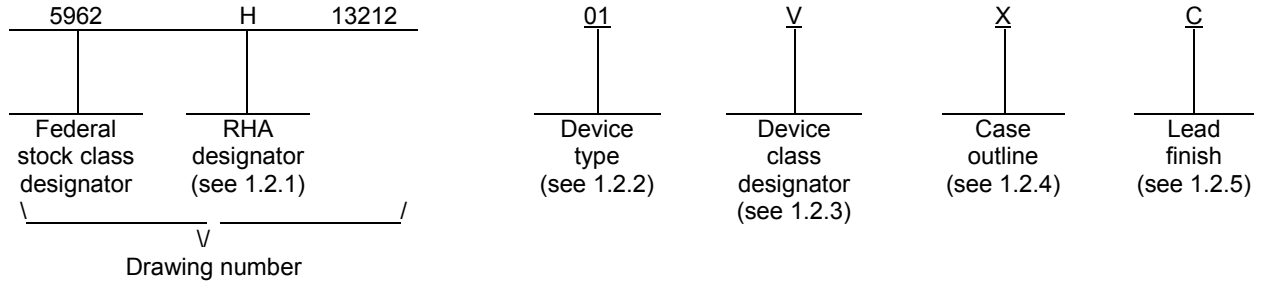 5962 H 13212 01 V X C
Federal RHA Device Device Case Lead
stock class designator type class outline finish
designator (see 1.2.1) (see 1.2.2) designator (see 1.2.4) (see 1.2.5)
(see 1.2.3)
\ /
\/
Drawing number